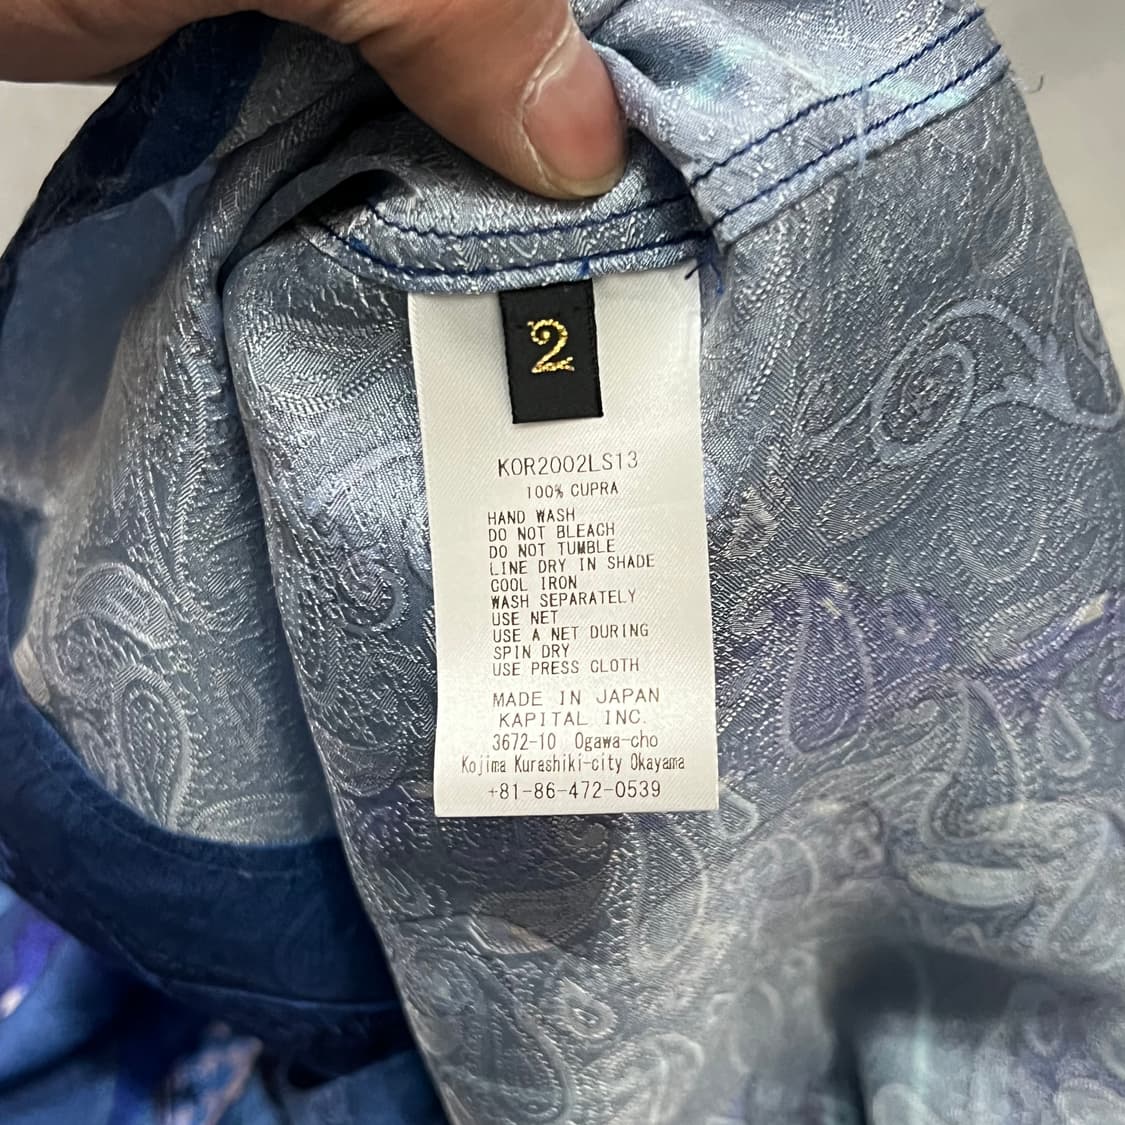 2
KOR2002LS13
100% CUPRA
HAND WASH
DO NOT BLEACH
DO NOT TUMBLE
LINE DRY IN SHADE
COOL IRON
WASH SEPARATELY
USE NET
USE A NET DURING
SPIN DRY
USE PRESS CLOTH
MADE IN JAPAN
KAPITAL INC.
3672-10 Ogawa-cho
Kojima Kurashiki-city Okayama
+81-86-472-0539